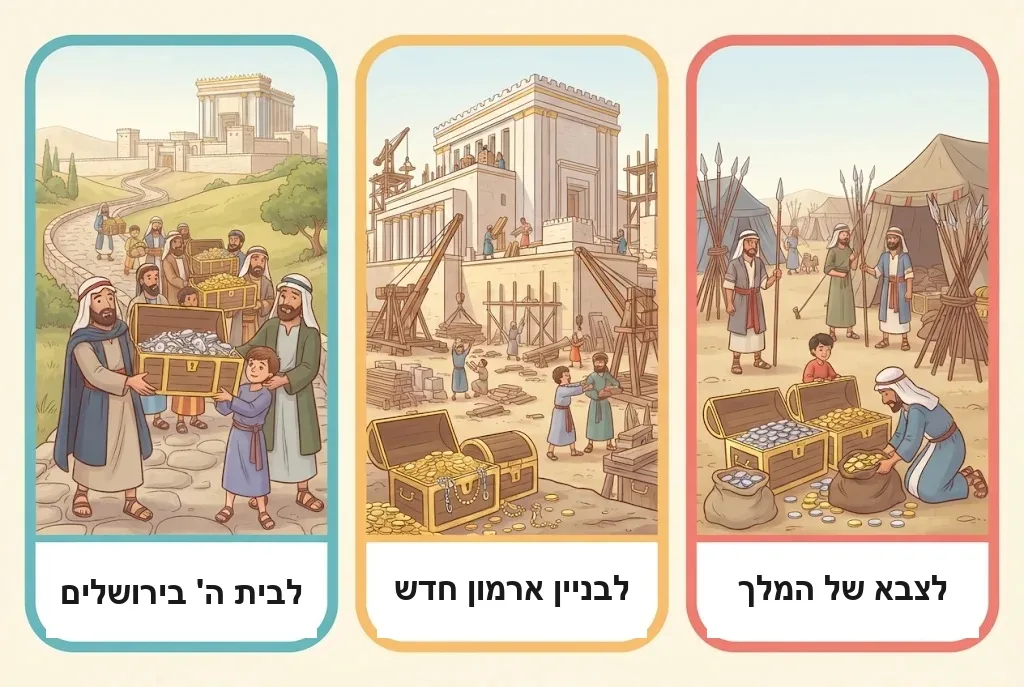 לצבא של המלך
לבניין ארמון חדש
לבית ה' בירושלים